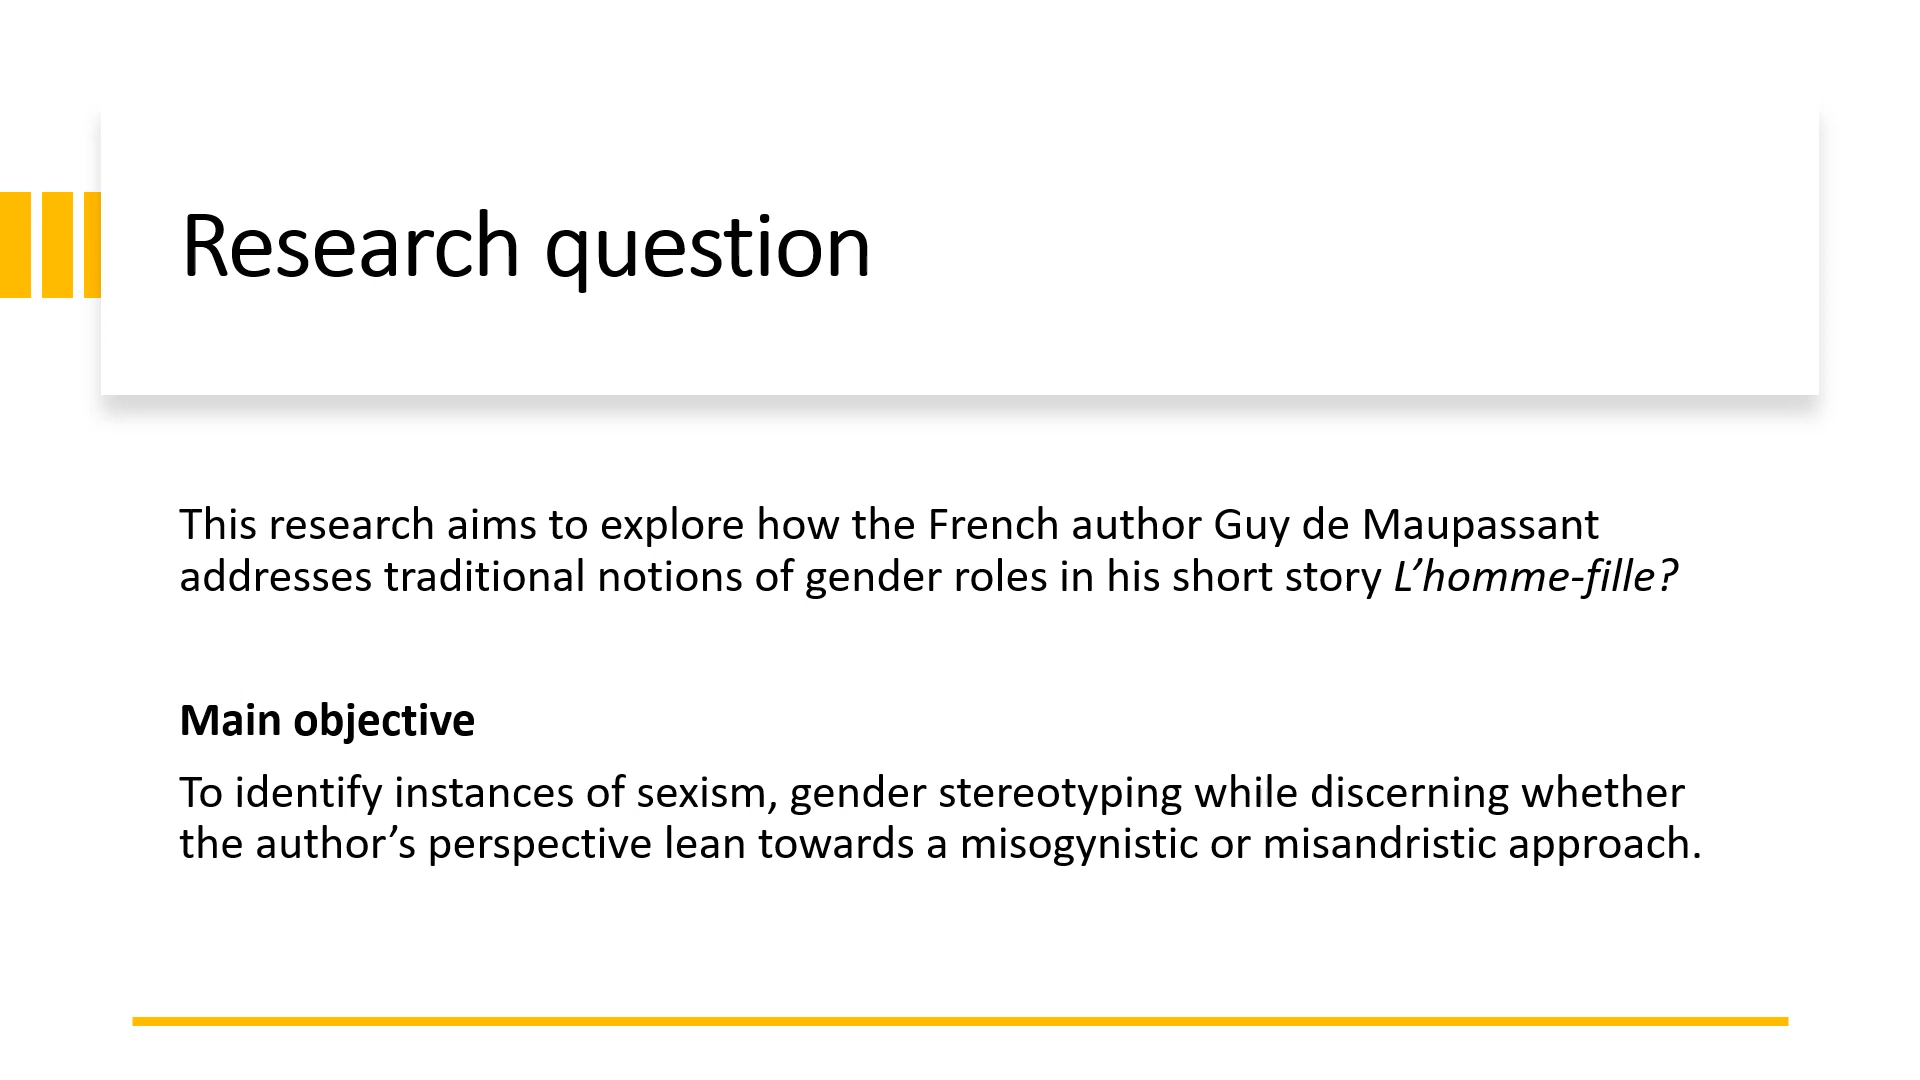 Research question
This research aims to explore how the French author Guy de Maupassant
addresses traditional notions of gender roles in his short story L’homme-fille?
Main objective
To identify instances of sexism, gender stereotyping while discerning whether
the author’s perspective lean towards a misogynistic or misandristic approach.